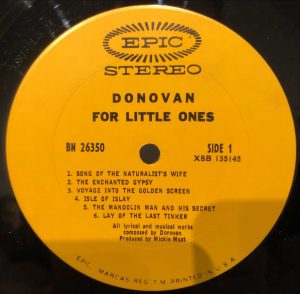 EPIC
STEREO
DONOVAN
FOR LITTLE ONES
BN 26350 SIDE 1
XSB 135145
1. SONG OF THE NATURALIST'S WIFE
2. THE ENCHANTED GYPSY
3. VOYAGE INTO THE GOLDEN SCREEN
4. ISLE OF ISLAY
5. THE MANDOLIN MAN AND HIS SECRET
6. LAY OF THE LAST TINKER
All lyrical and musical works
composed by Donovan
Produced by Mickie Most
EPIC, MARCAS REG. T.M. PRINTED IN U.S.A.